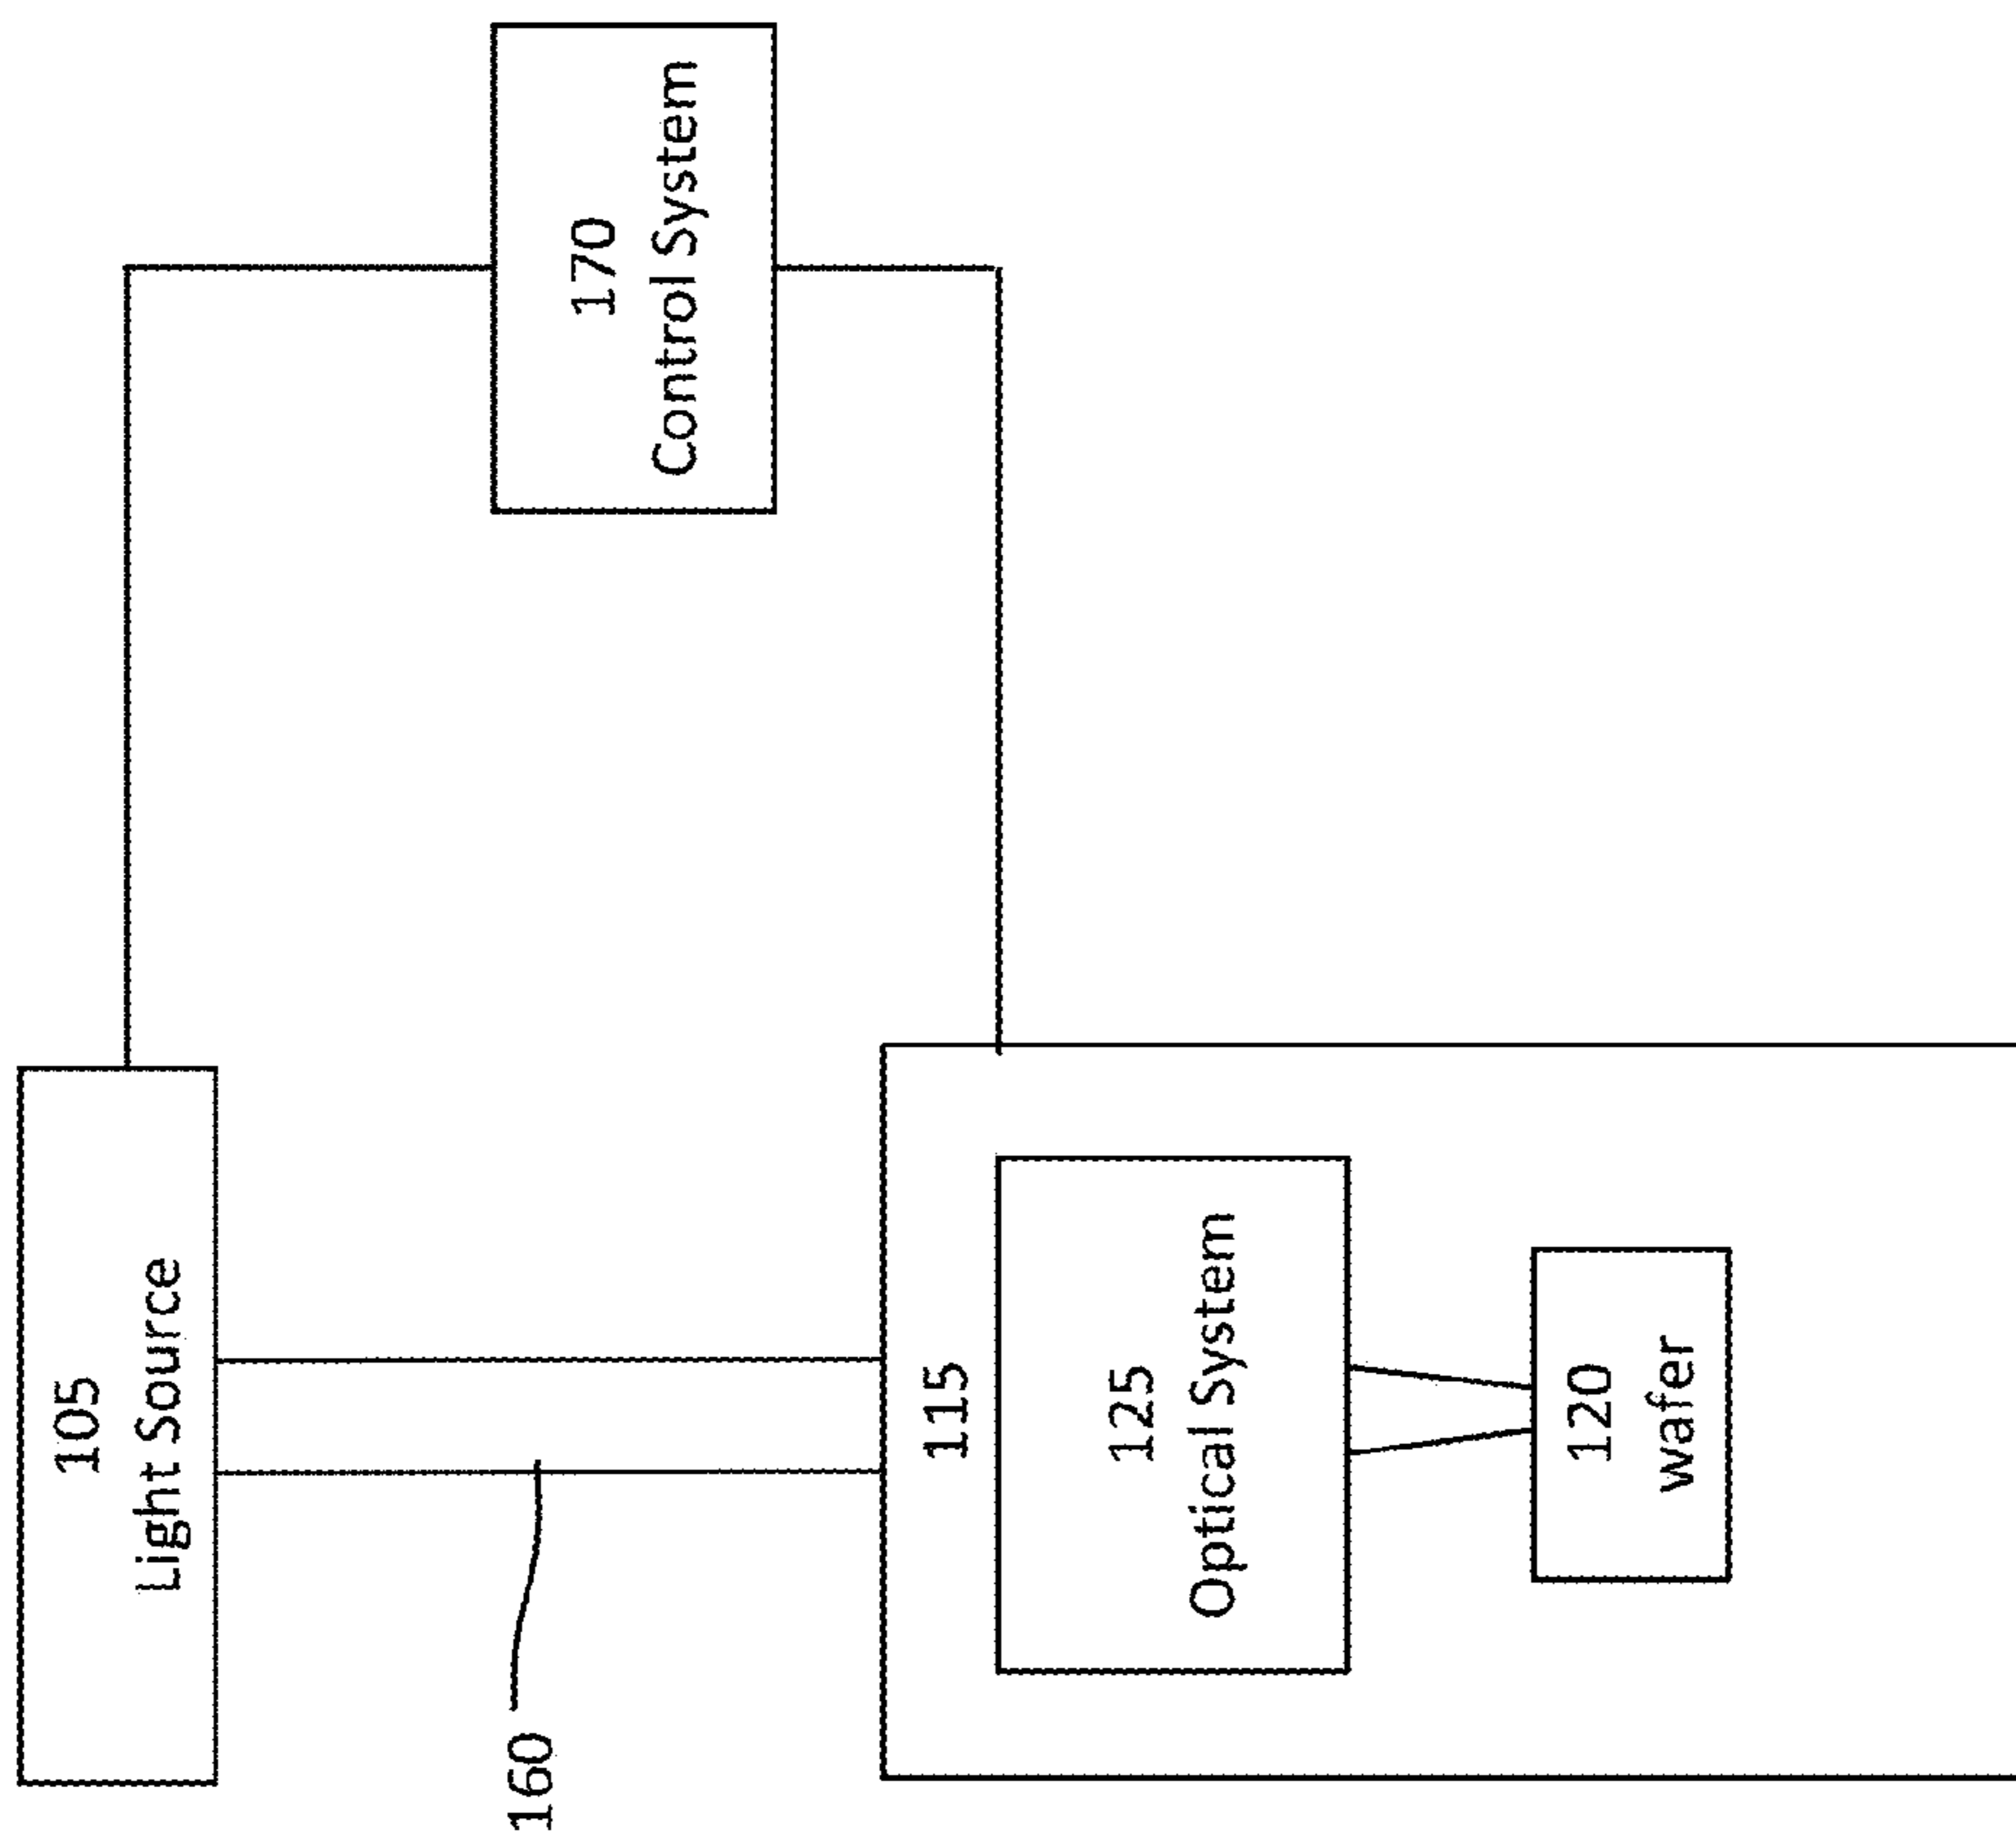 105
Light Source
160
170
Control System
115
125
Optical System
120
wafer